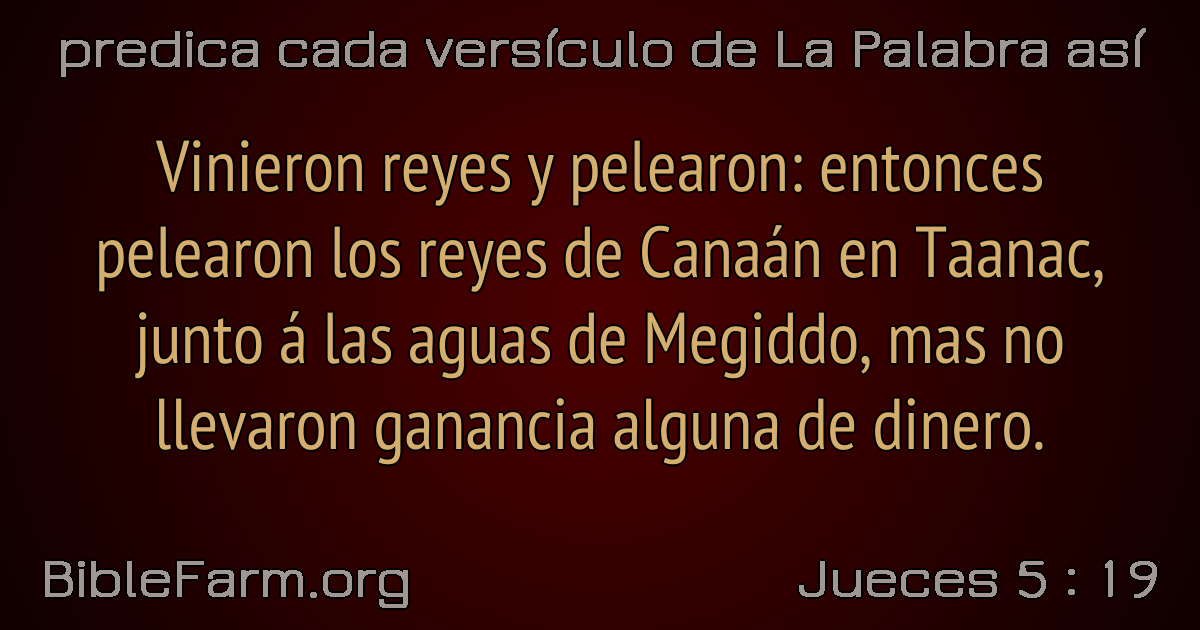 predica cada versículo de La Palabra así
Vinieron reyes y pelearon: entonces
pelearon los reyes de Canaán en Taanac,
junto á las aguas de Megiddo, mas no
llevaron ganancia alguna de dinero.
BibleFarm.org
Jueces 5 : 19